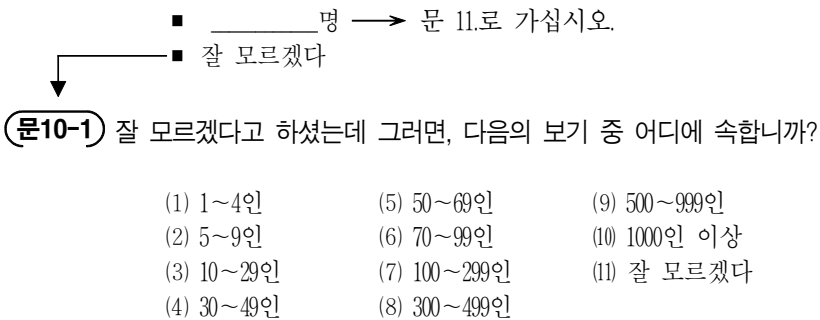 ■ ________명 → 문 11.로 가십시오.
■ 잘 모르겠다
문10-1 잘 모르겠다고 하셨는데 그러면, 다음의 보기 중 어디에 속합니까?
(1) 1～4인 (5) 50～69인 (9) 500～999인
(2) 5～9인 (6) 70～99인 (10) 1000인 이상
(3) 10～29인 (7) 100～299인 (11) 잘 모르겠다
(4) 30～49인 (8) 300～499인